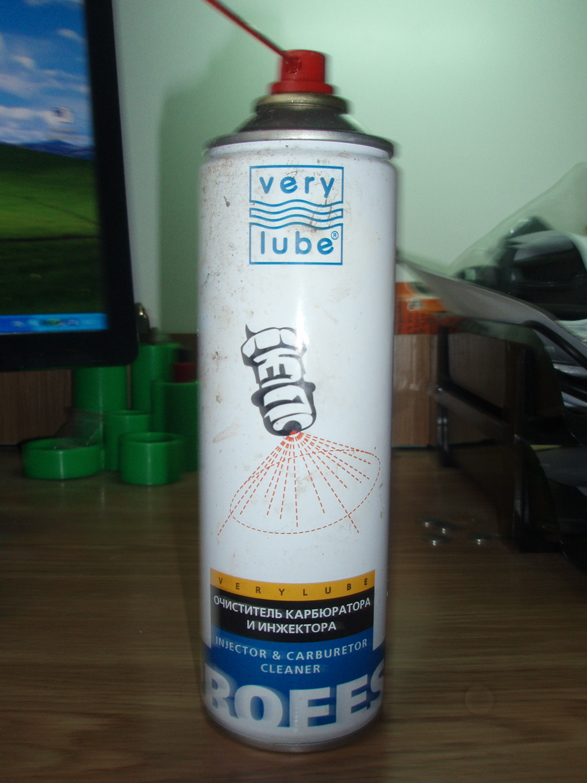 very
lube®
VERYLUBE
ОЧИСТИТЕЛЬ КАРБЮРАТОРА
И ИНЖЕКТОРА
INJECTOR & CARBURETOR
CLEANER
ROFES